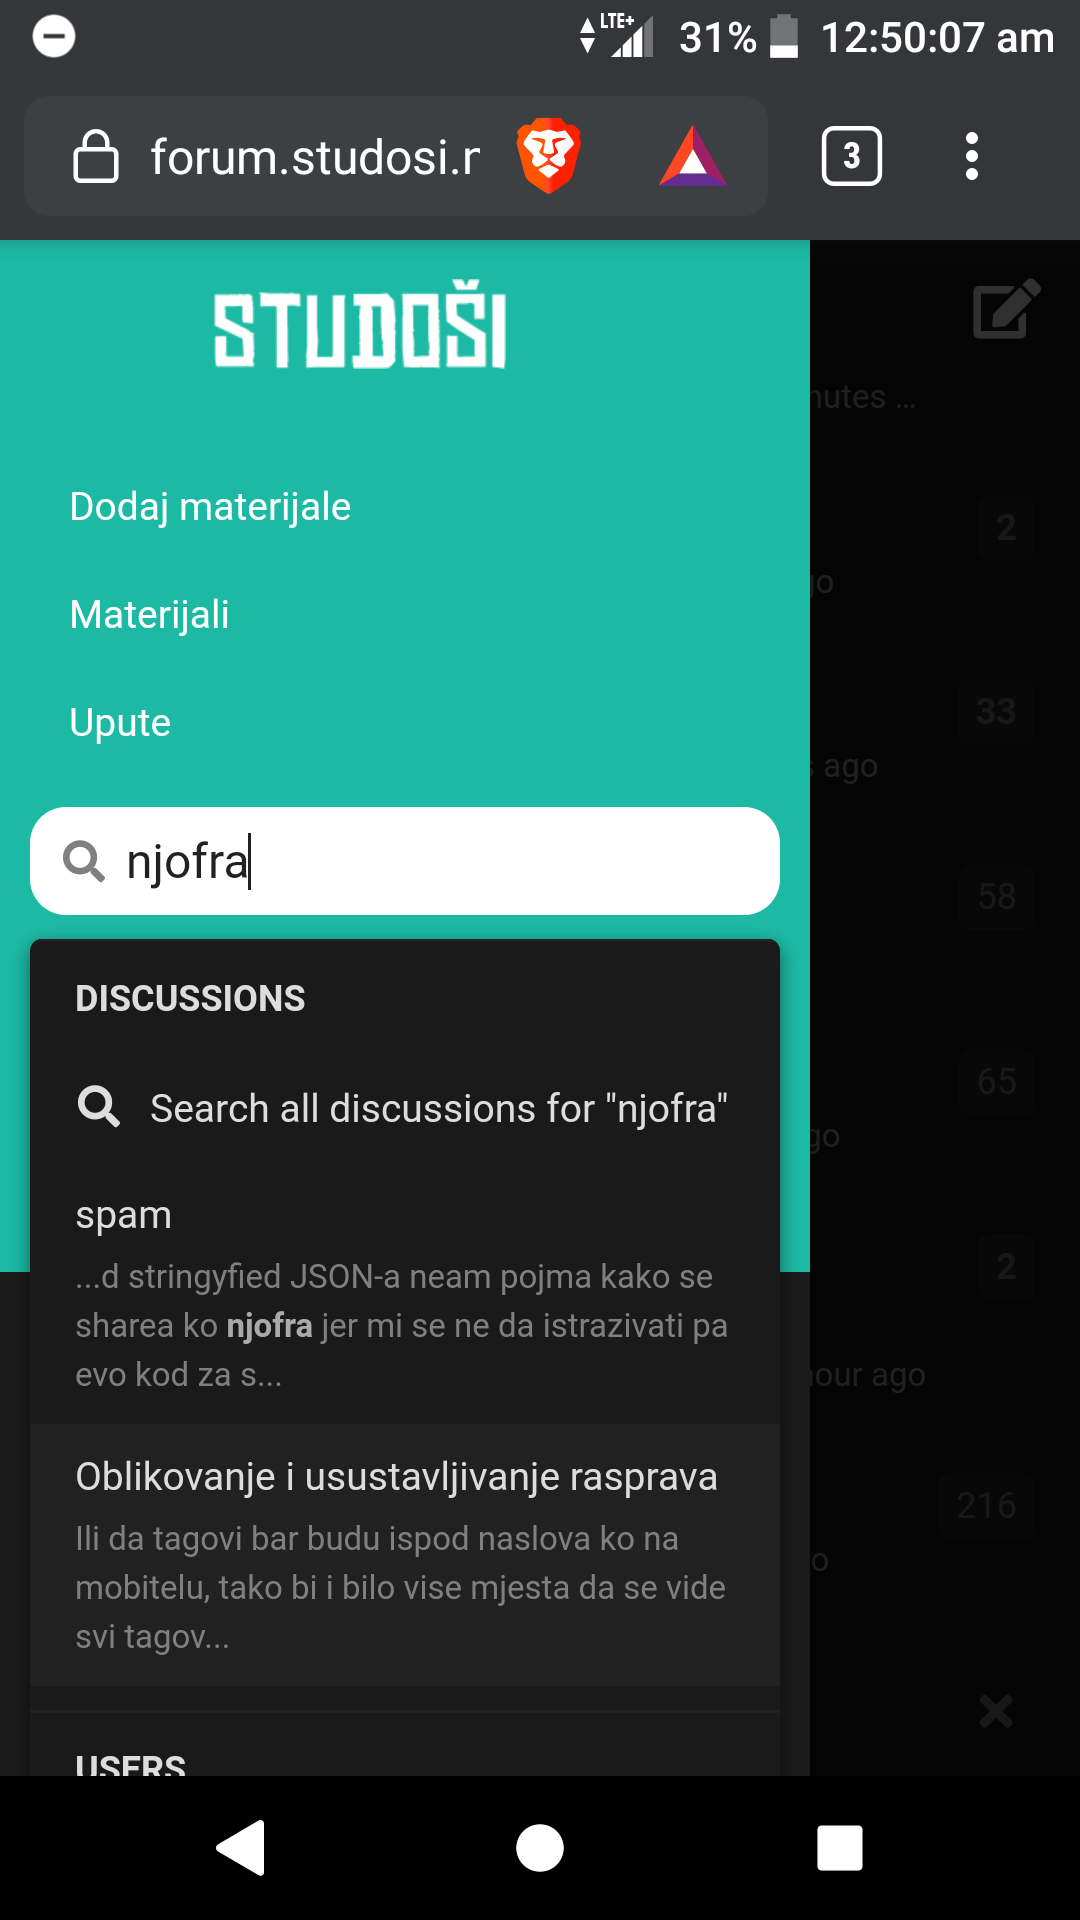 LTE+ 31% 12:50:07 am
forum.studosi.
3
STUDOŠI
Dodaj materijale
Materijali
Upute
njofra
DISCUSSIONS
Search all discussions for "njofra"
spam
...d stringyfied JSON-a neam pojma kako se
sharea ko njofra jer mi se ne da istrazivati pa
evo kod za s...
Oblikovanje i usustavljivanje rasprava
Ili da tagovi bar budu ispod naslova ko na
mobitelu, tako bi i bilo vise mjesta da se vide
svi tagov...
USERS
nutes ...
2
go
33
s ago
58
65
go
2
hour ago
216
o